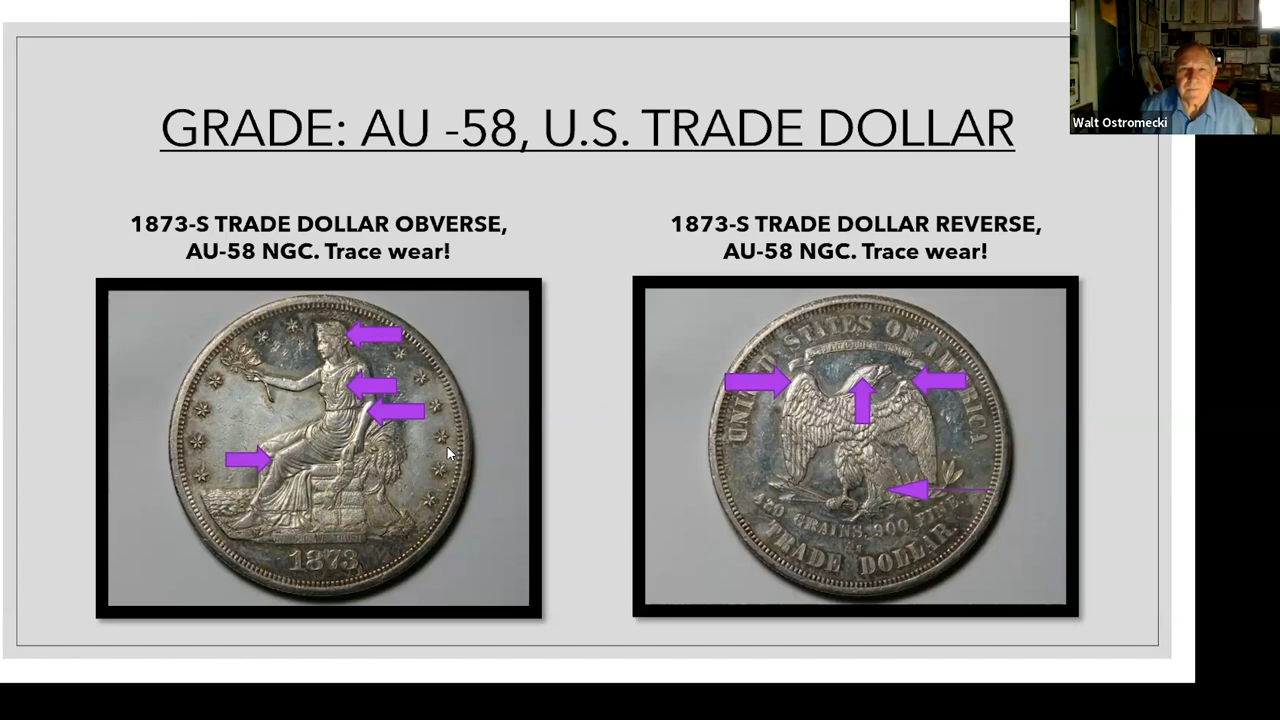 GRADE: AU -58, U.S. TRADE DOLLAR
Walt Ostromecki
1873-S TRADE DOLLAR OBVERSE,
AU-58 NGC. Trace wear!
1873-S TRADE DOLLAR REVERSE,
AU-58 NGC. Trace wear!
1873
UNITED STATES OF AMERICA
420 GRAINS. 900 FINE.
TRADE DOLLAR